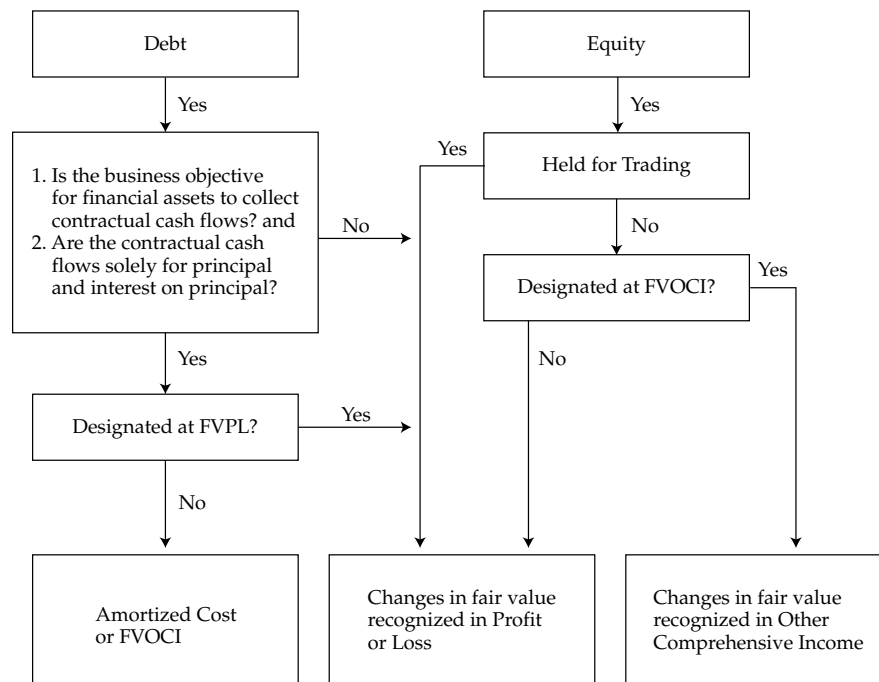 Debt
Equity
Yes
Yes
1. Is the business objective
for financial assets to collect
contractual cash flows? and
2. Are the contractual cash
flows solely for principal
and interest on principal?
No
Yes
Held for Trading
No
Designated at FVOCI?
Yes
Yes
No
Designated at FVPL?
Yes
No
Amortized Cost
or FVOCI
Changes in fair value
recognized in Profit
or Loss
Changes in fair value
recognized in Other
Comprehensive Income